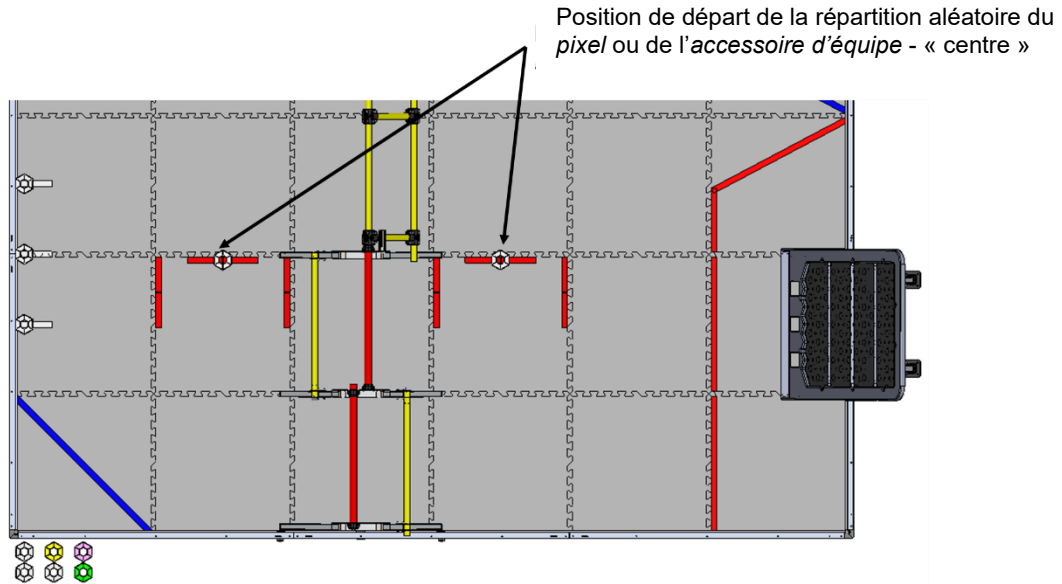 Position de départ de la répartition aléatoire du
pixel ou de l’accessoire d’équipe - « centre »